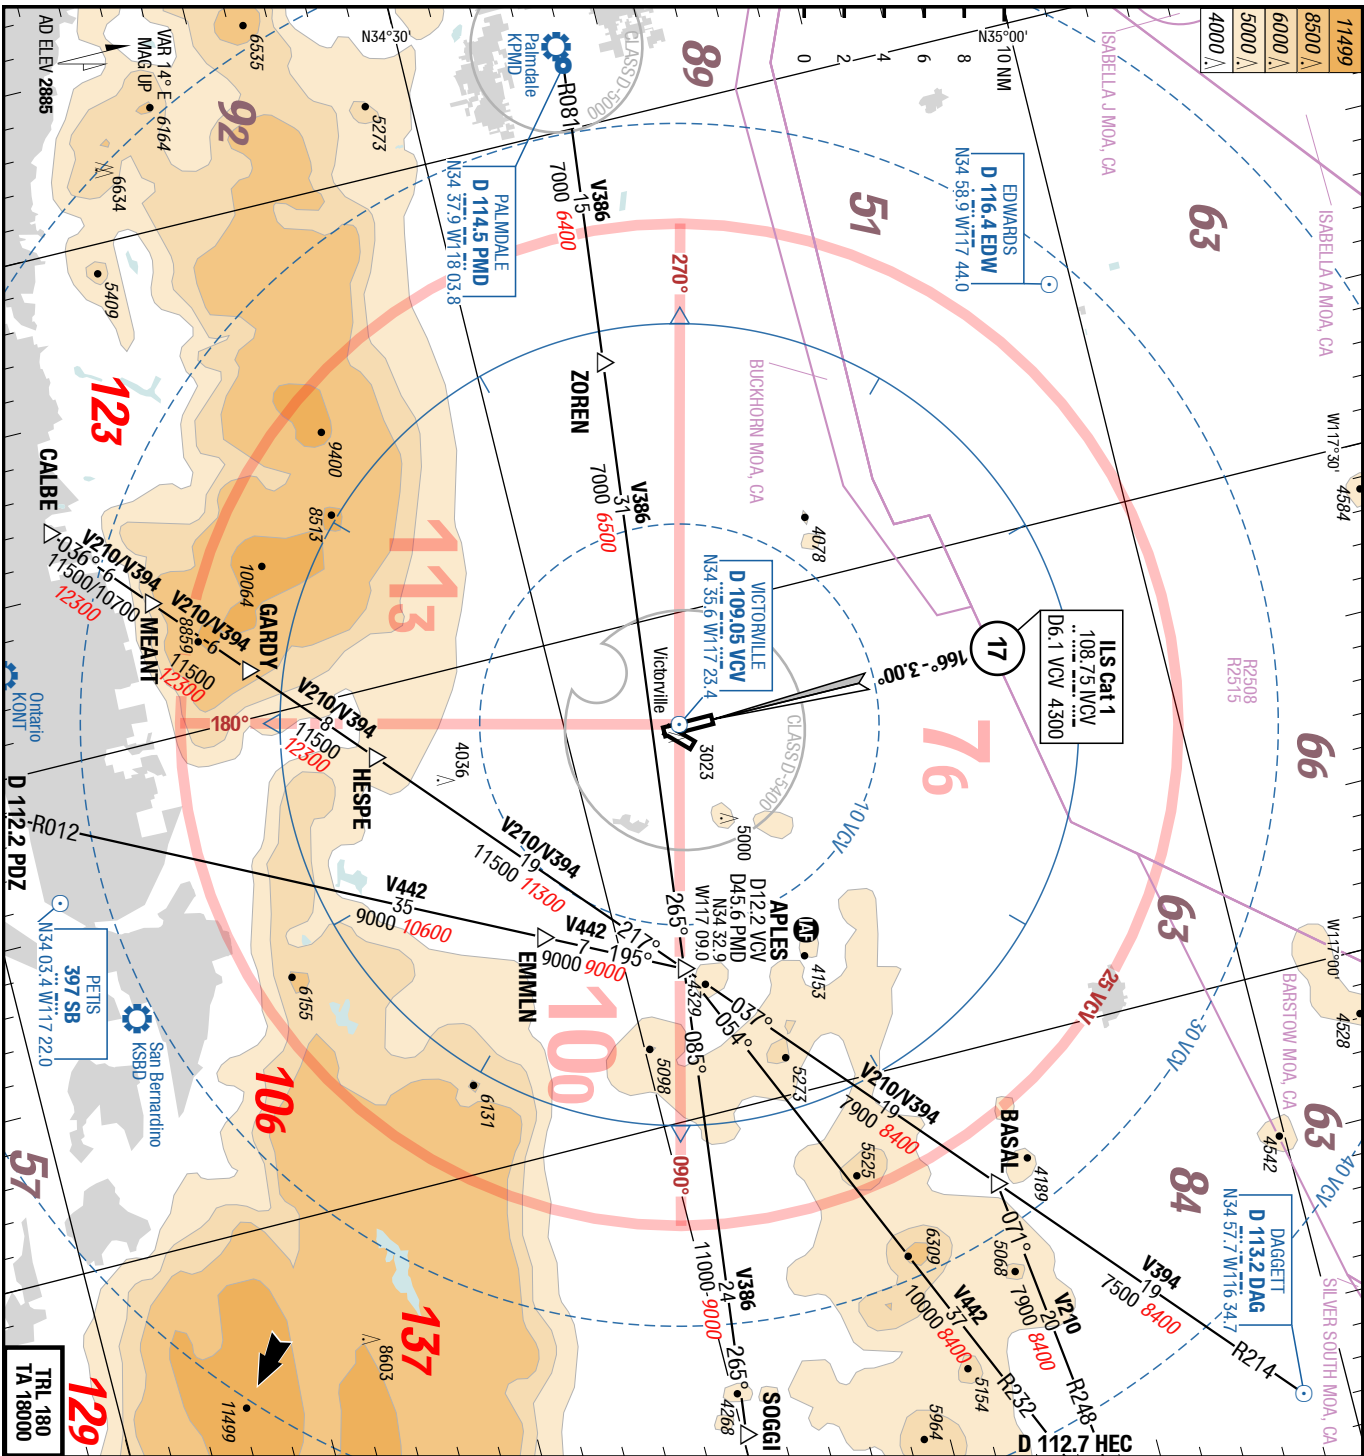 11499
8500
6000
5000
4000
ISABELLA J MOA, CA
ISABELLA A MOA, CA
N35°00'
10 NM
8
6
4
2
0
N34°30'
CLASS D-5000
Palmdale
KPMD
89
6535
VAR 14° E
MAG UP
6164
92
5273
6634
5409
AD ELEV 2885
R081
V386
15
7000 6400
PALMDALE
D 114.5 PMD
N34 37.9 W118 03.8
EDWARDS
D 116.4 EDW
N34 58.9 W117 44.0
51
63
W117°30'
4584
270°
ZOREN
BUCKHORN MOA, CA
V386
31
7000 6500
4078
123
9400
8513
10064
113
CALBE
036°
V210/V394
6
11500/10700
12300
MEANT
V210/V394
6
8859
11500
12300
GARDY
V210/V394
8
11500
12300
HESPE
180°
4036
Ontario
KONT
VICTORVILLE
D 109.05 VCV
N34 35.6 W117 23.4
Victorville
3023
CLASS D-5400
5000
17
166°-3.00°
ILS Cat 1
108.75 IVCV
D6.1 VCV 4300
R2508
R2515
66
76
10 VCV
D 112.2 PDZ
R012
V442
35
9000 10600
V210/V394
19
11500 11300
217°
V442
7
9000 9000
195°
EMMLN
265°
IAF
APLES
D12.2 VCV
D45.6 PMD
N34 32.9
W117 09.0
4153
4329
037°
054°
085°
PETIS
397 SB
N34 03.4 W117 22.0
San Bernardino
KSBD
6155
6131
5098
100
106
57
63
25 VCV
30 VCV
40 VCV
W117°00'
4528
BARSTOW MOA, CA
4542
63
84
5273
V210/V394
19
7900 8400
BASAL
4189
5525
6309
5068
071°
V210
20
7900 8400
R248
V394
19
7500 8400
R214
DAGGETT
D 113.2 DAG
N34 57.7 W116 34.7
SILVER SOUTH MOA, CA
V442
37
10000 8400
R232
5154
5964
D 112.7 HEC
090°
V386
24
11000 9000
265°
SOGGI
4268
137
8603
11499
129
TRL 180
TA 18000